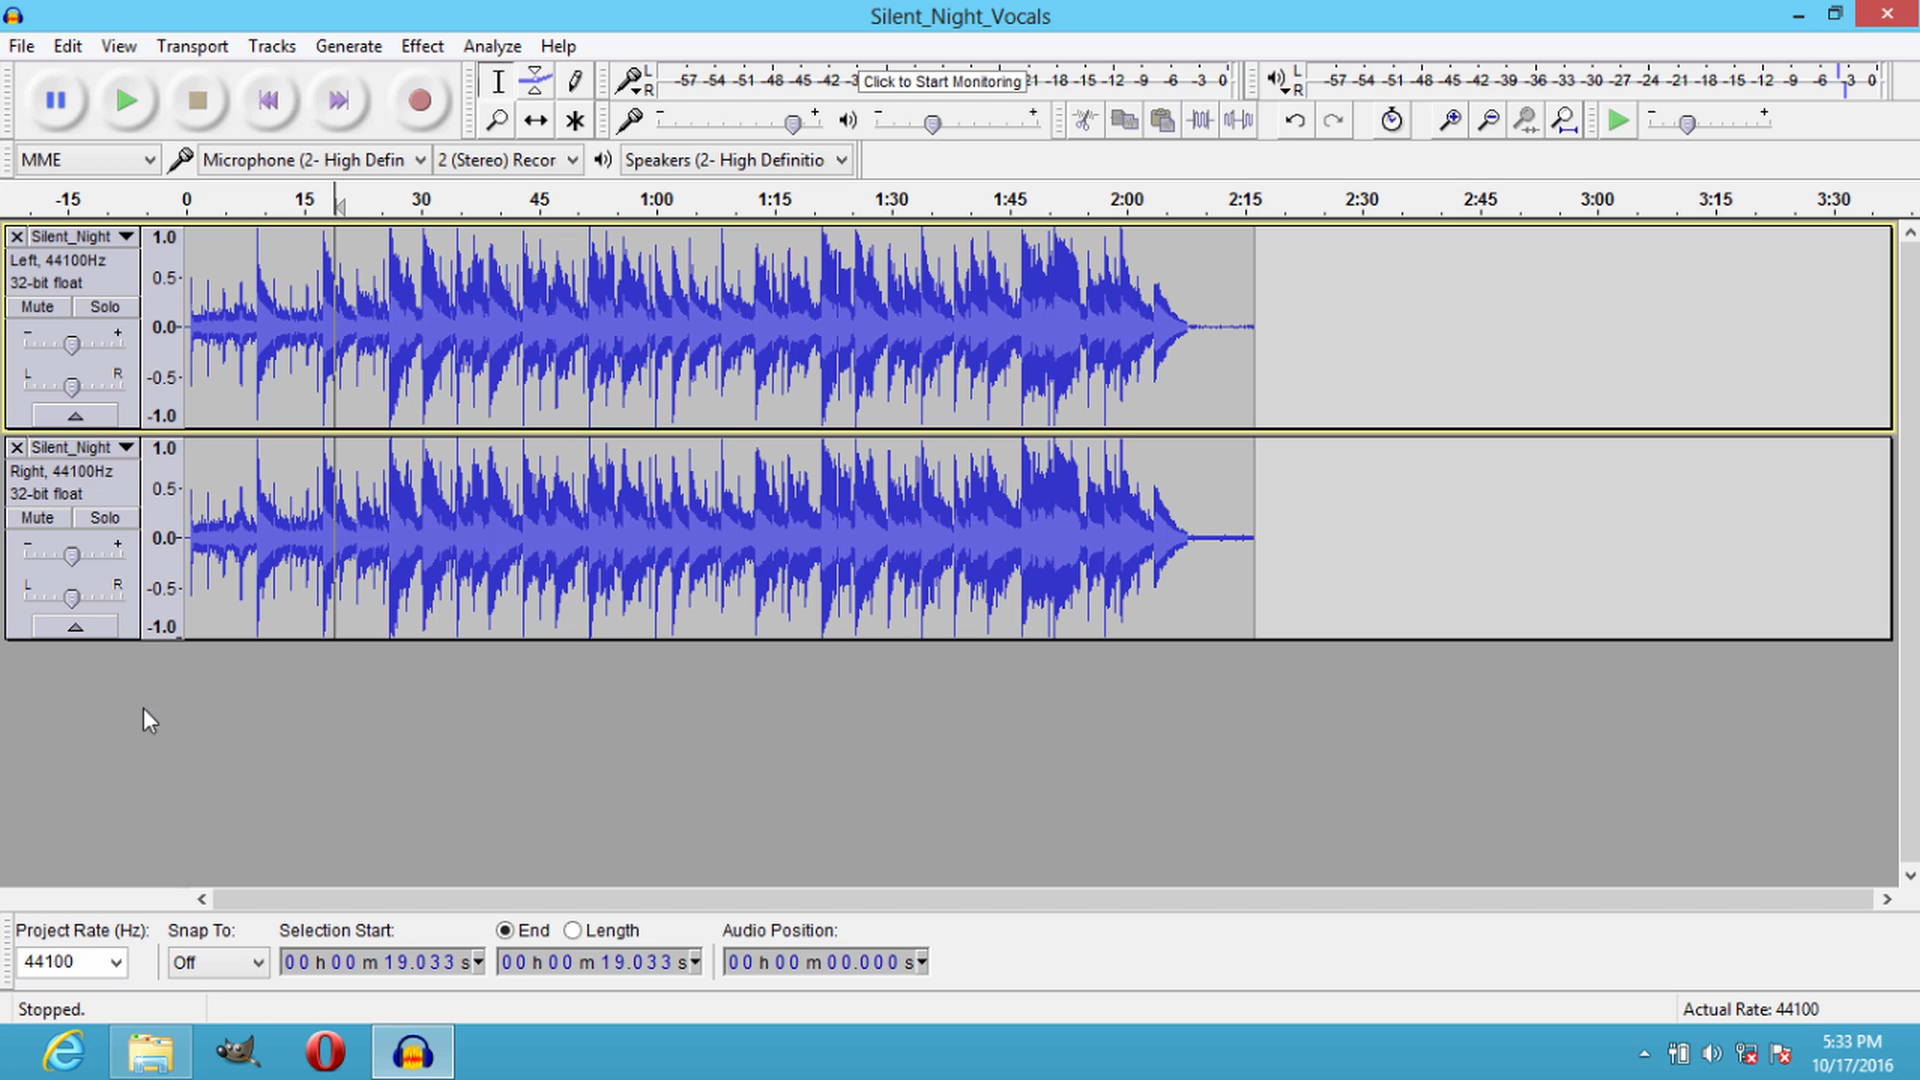 Silent_Night_Vocals
File Edit View Transport Tracks Generate Effect Analyze Help
L
R
-57 -54 -51 -48 -45 -42 -3 Click to Start Monitoring 21 -18 -15 -12 -9 -6 -3 0
L
R
-57 -54 -51 -48 -45 -42 -39 -36 -33 -30 -27 -24 -21 -18 -15 -12 -9 -6 -3 0
- + - + - +
MME Microphone (2- High Defin 2 (Stereo) Recor Speakers (2- High Definitio
-15 0 15 30 45 1:00 1:15 1:30 1:45 2:00 2:15 2:30 2:45 3:00 3:15 3:30
Silent_Night
Left, 44100Hz
32-bit float
Mute Solo
- +
L R
1.0
0.5-
0.0-
-0.5-
-1.0
Silent_Night
Right, 44100Hz
32-bit float
Mute Solo
- +
L R
1.0
0.5-
0.0-
-0.5-
-1.0
Project Rate (Hz): Snap To: Selection Start: End Length Audio Position:
44100 Off 00 h 00 m 19.033 s 00 h 00 m 19.033 s 00 h 00 m 00.000 s
Stopped. Actual Rate: 44100
5:33 PM
10/17/2016